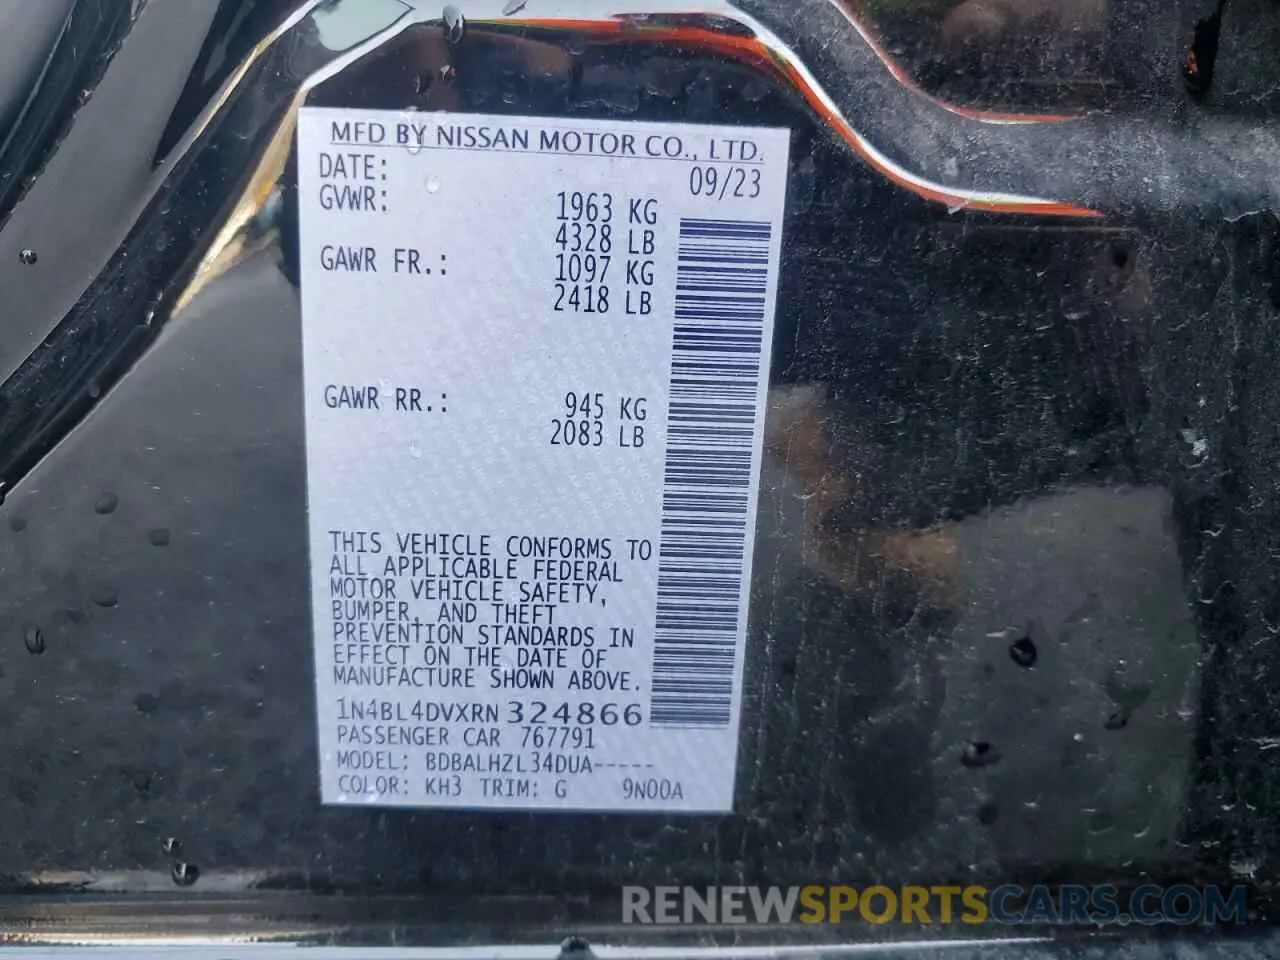 MFD BY NISSAN MOTOR CO., LTD.
DATE: 09/23
GVWR: 1963 KG
4328 LB
GAWR FR.: 1097 KG
2418 LB
GAWR RR.: 945 KG
2083 LB
THIS VEHICLE CONFORMS TO
ALL APPLICABLE FEDERAL
MOTOR VEHICLE SAFETY,
BUMPER, AND THEFT
PREVENTION STANDARDS IN
EFFECT ON THE DATE OF
MANUFACTURE SHOWN ABOVE.
1N4BL4DVXRN324866
PASSENGER CAR 767791
MODEL: BDBALHZL34DUA-----
COLOR: KH3 TRIM: G 9N00A
RENEWSPORTSCARS.COM